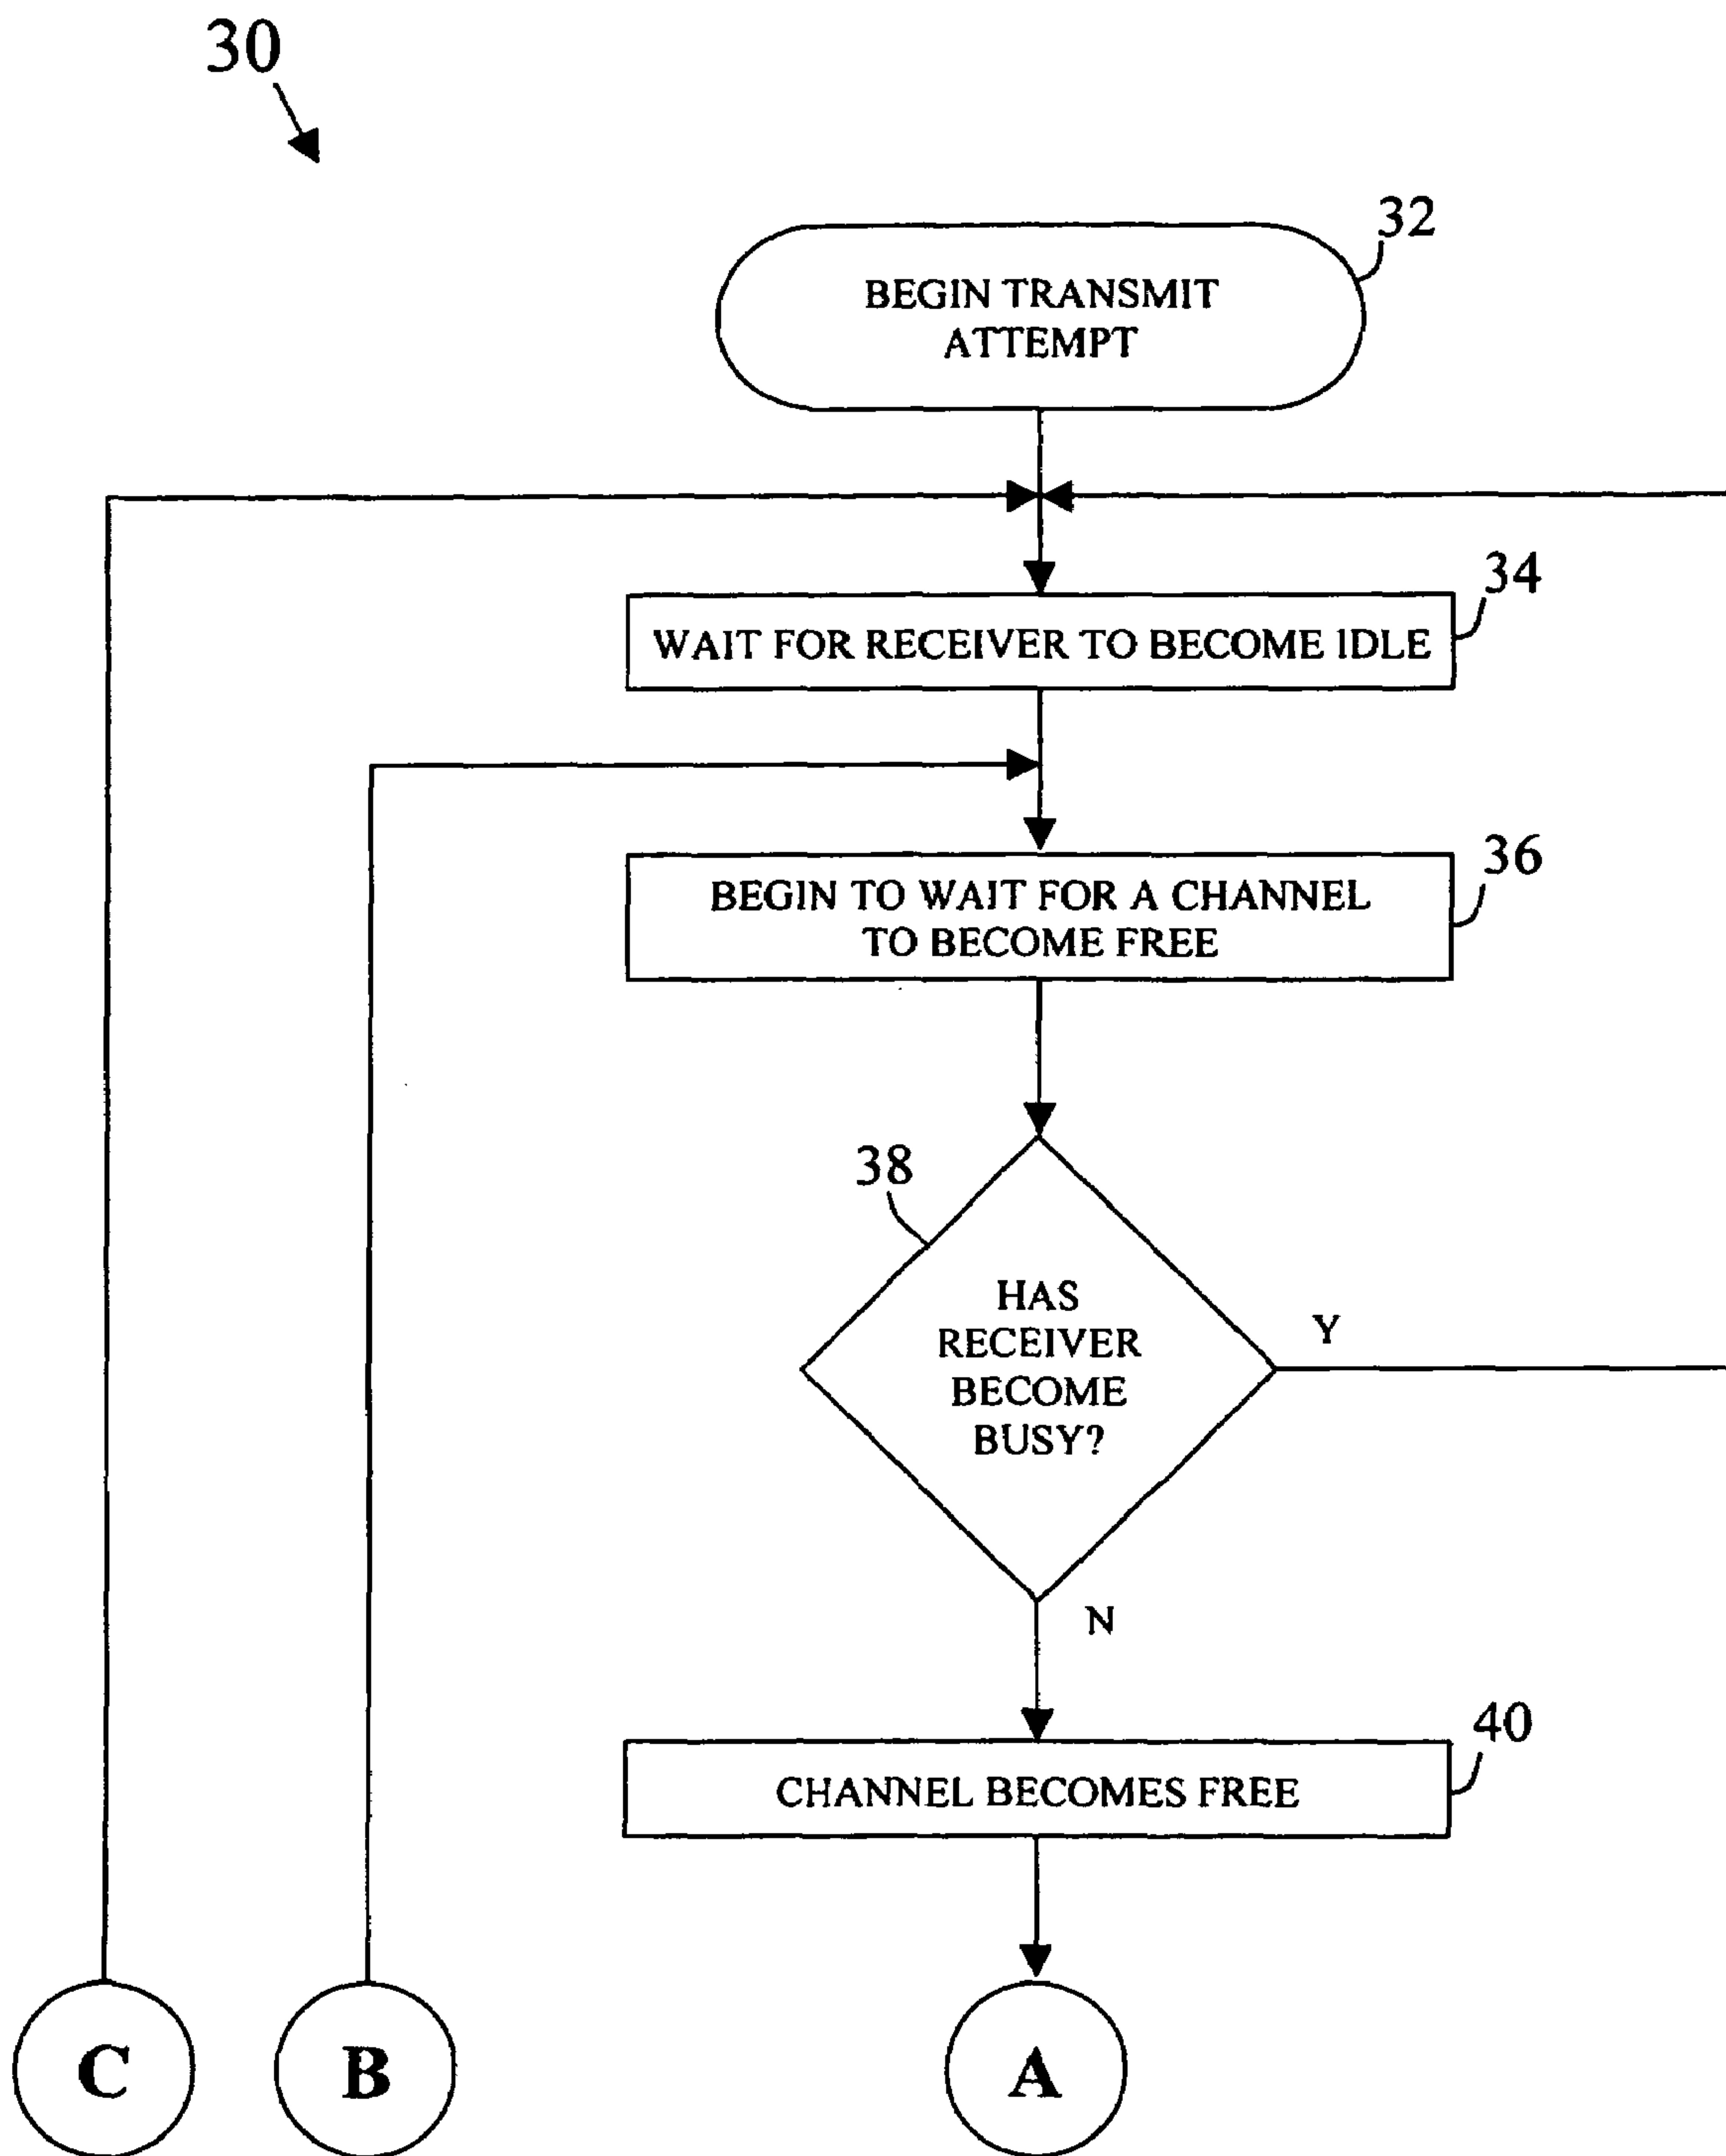 30
32
BEGIN TRANSMIT
ATTEMPT
34
WAIT FOR RECEIVER TO BECOME IDLE
36
BEGIN TO WAIT FOR A CHANNEL
TO BECOME FREE
38
HAS
RECEIVER
BECOME
BUSY?
Y
N
40
CHANNEL BECOMES FREE
C
B
A